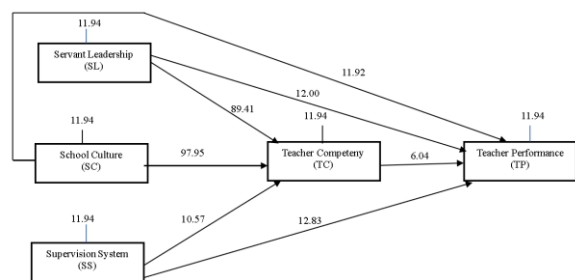 11.94
Servant Leadership
(SL)
11.92
12.00
89.41
11.94
School Culture
(SC)
97.95
11.94
Teacher Competeny
(TC)
6.04
11.94
Teacher Performance
(TP)
10.57
12.83
11.94
Supervision System
(SS)